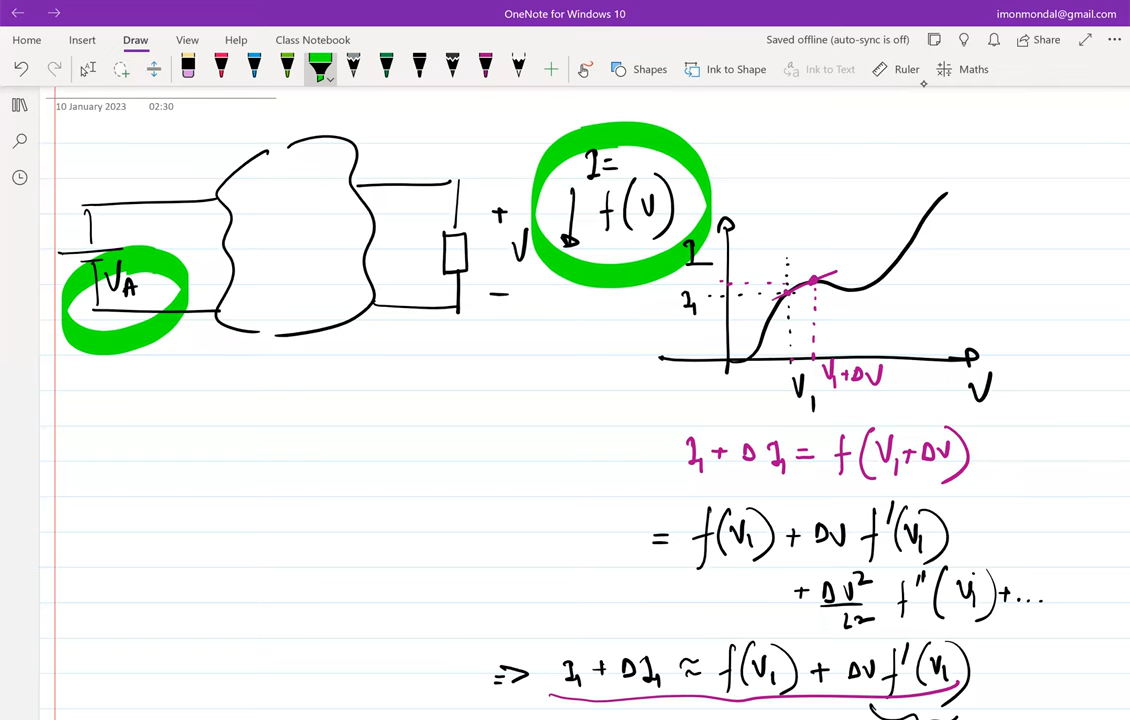 OneNote for Windows 10
imonmondal@gmail.com
Home Insert Draw View Help Class Notebook
Saved offline (auto-sync is off) Share
Shapes Ink to Shape Ink to Text Ruler Maths
10 January 2023 02:30
V_A
+
V
−
I =
f(V)
I
I₁
V₁
V₁+ΔV
V
I₁ + ΔI₁ = f(V₁+ΔV)
= f(V₁) + ΔV f'(V₁)
+ ΔV²/∟2 f''(V₁) + ...
=> I₁ + ΔI₁ ≈ f(V₁) + ΔV f'(V₁)